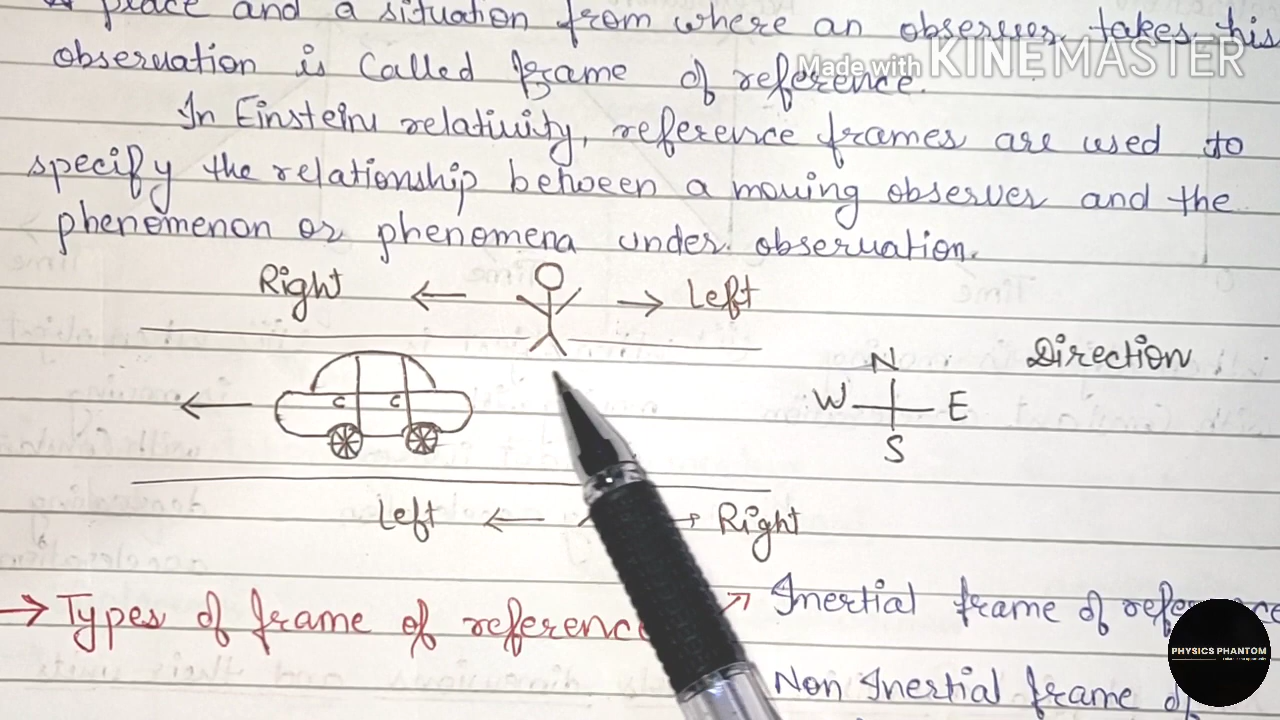 place and a situation from where an observer takes his
observation is called frame of reference.
Made with KINEMASTER
In Einstein relativity, reference frames are used to
specify the relationship between a moving observer and the
phenomenon or phenomena under observation.
Right ← → Left
Direction
N
W E
S
c c
Left ← → Right
→ Types of frame of reference
↗ Inertial frame of reference
Non Inertial frame of
PHYSICS PHANTOM